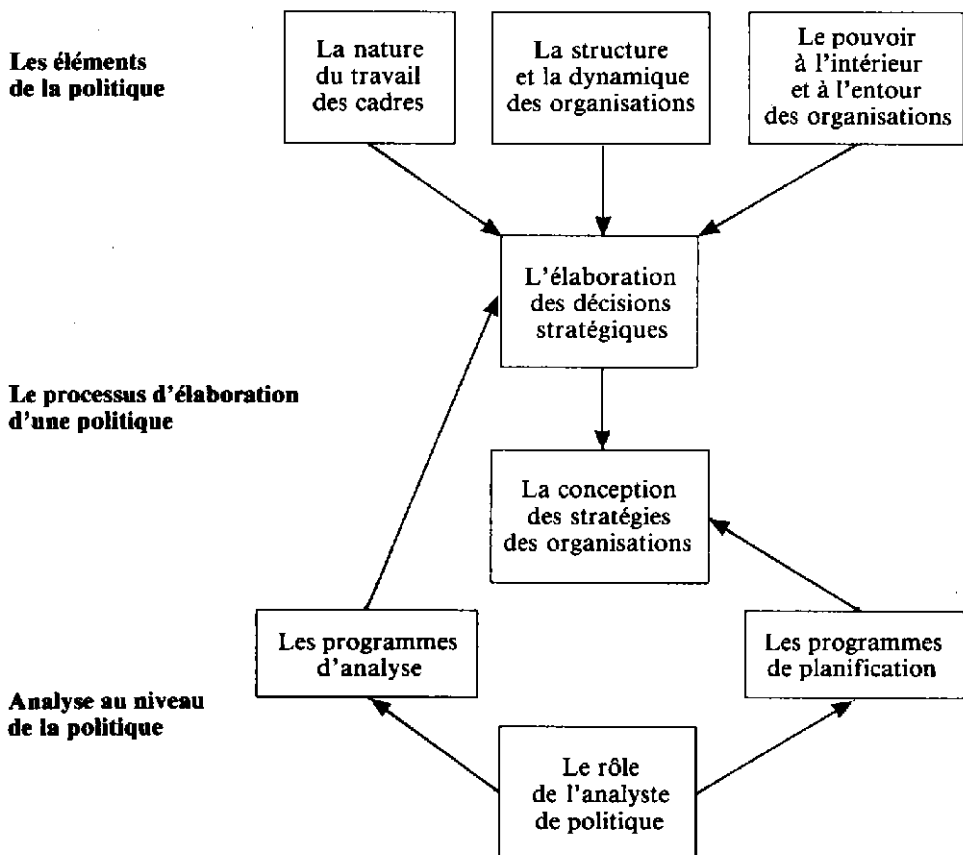 Les éléments
de la politique
La nature
du travail
des cadres
La structure
et la dynamique
des organisations
Le pouvoir
à l'intérieur
et à l'entour
des organisations
L'élaboration
des décisions
stratégiques
Le processus d'élaboration
d'une politique
La conception
des stratégies
des organisations
Les programmes
d'analyse
Les programmes
de planification
Analyse au niveau
de la politique
Le rôle
de l'analyste
de politique